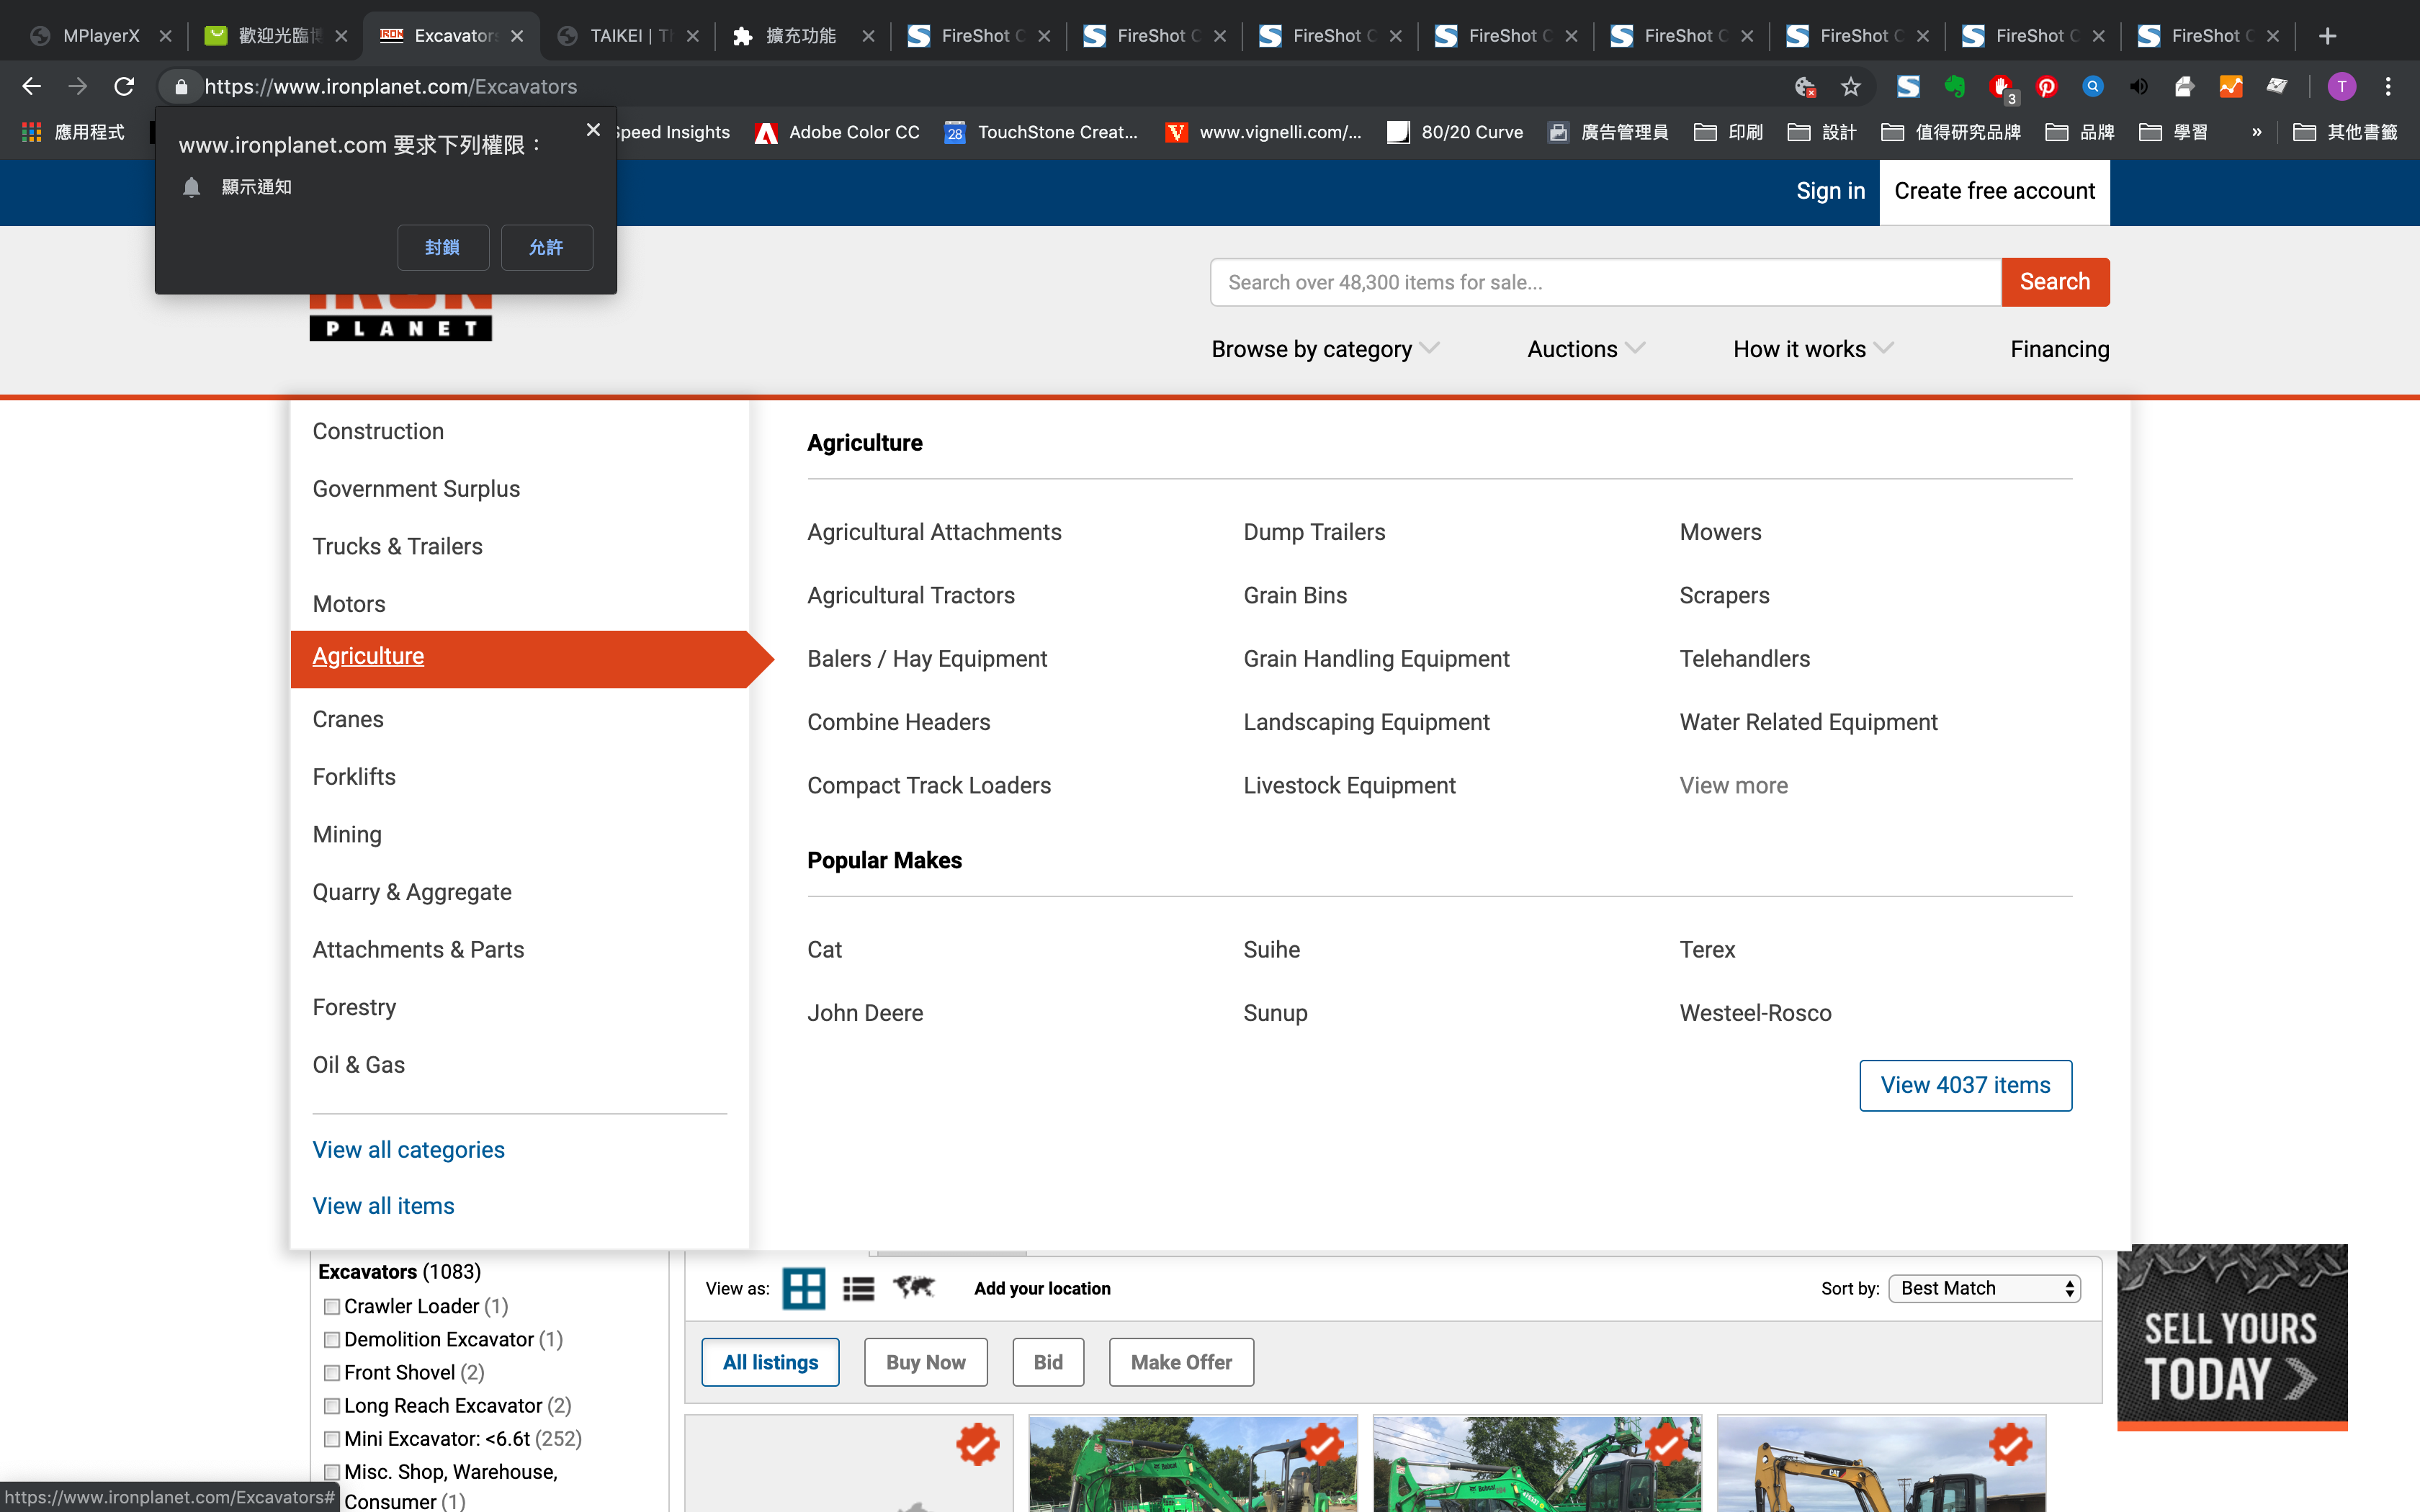 MPlayerX
歡迎光臨博
Excavators
TAIKEI | T
擴充功能
FireShot C
FireShot C
FireShot C
FireShot C
FireShot C
FireShot C
FireShot C
FireShot C
https://www.ironplanet.com/Excavators
3
T
應用程式
Speed Insights
Adobe Color CC
28
TouchStone Creat...
www.vignelli.com/...
80/20 Curve
廣告管理員
印刷
設計
值得研究品牌
品牌
學習
»
其他書籤
www.ironplanet.com 要求下列權限：
顯示通知
封鎖
允許
Sign in
Create free account
IRON
PLANET
Search over 48,300 items for sale...
Search
Browse by category
Auctions
How it works
Financing
Construction
Government Surplus
Trucks & Trailers
Motors
Agriculture
Cranes
Forklifts
Mining
Quarry & Aggregate
Attachments & Parts
Forestry
Oil & Gas
View all categories
View all items
Agriculture
Agricultural Attachments
Dump Trailers
Mowers
Agricultural Tractors
Grain Bins
Scrapers
Balers / Hay Equipment
Grain Handling Equipment
Telehandlers
Combine Headers
Landscaping Equipment
Water Related Equipment
Compact Track Loaders
Livestock Equipment
View more
Popular Makes
Cat
Suihe
Terex
John Deere
Sunup
Westeel-Rosco
View 4037 items
Excavators (1083)
Crawler Loader (1)
Demolition Excavator (1)
Front Shovel (2)
Long Reach Excavator (2)
Mini Excavator: <6.6t (252)
Misc. Shop, Warehouse,
Consumer (1)
View as:
Add your location
Sort by:
Best Match
All listings
Buy Now
Bid
Make Offer
SELL YOURS
TODAY
Bobcat
Bobcat
CAT
https://www.ironplanet.com/Excavators#